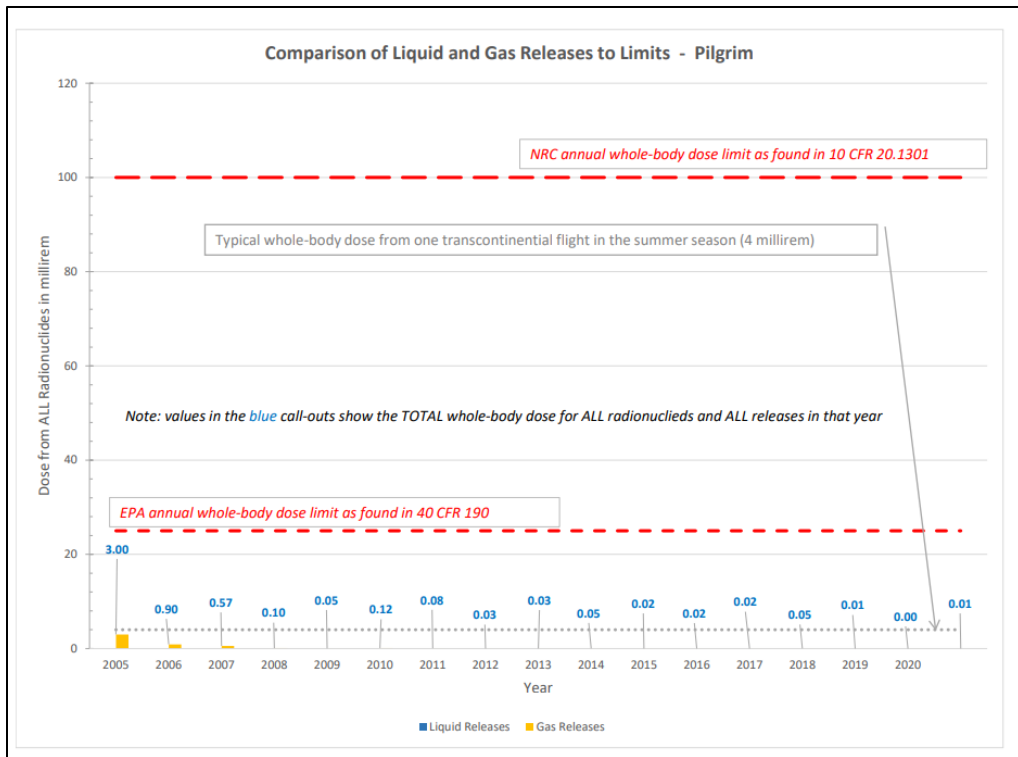 Comparison of Liquid and Gas Releases to Limits - Pilgrim
120
NRC annual whole-body dose limit as found in 10 CFR 20.1301
100
Typical whole-body dose from one transcontinental flight in the summer season (4 millirem)
80
Dose from ALL Radionuclides in millirem
60
Note: values in the blue call-outs show the TOTAL whole-body dose for ALL radionuclieds and ALL releases in that year
40
EPA annual whole-body dose limit as found in 40 CFR 190
20
3.00 0.90 0.57 0.10 0.05 0.12 0.08 0.03 0.03 0.05 0.02 0.02 0.02 0.05 0.01 0.00 0.01
0
2005 2006 2007 2008 2009 2010 2011 2012 2013 2014 2015 2016 2017 2018 2019 2020
Year
Liquid Releases Gas Releases